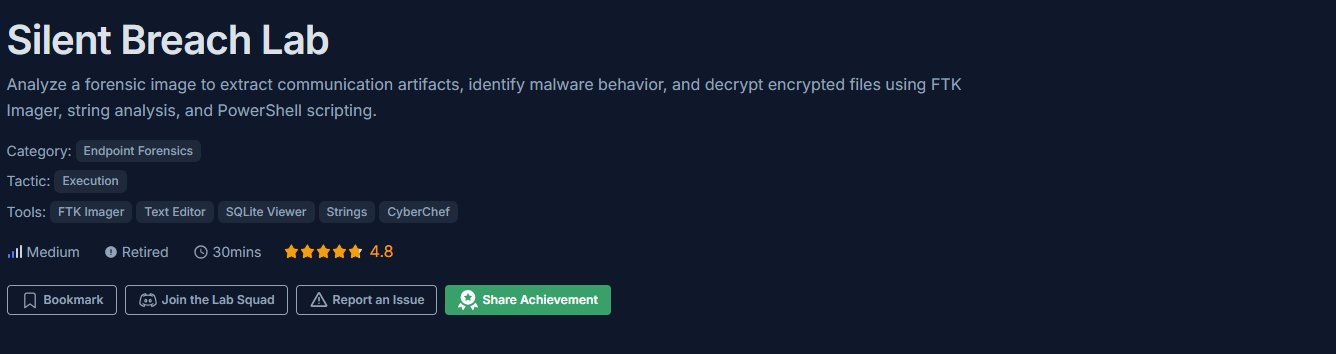 Silent Breach Lab
Analyze a forensic image to extract communication artifacts, identify malware behavior, and decrypt encrypted files using FTK
Imager, string analysis, and PowerShell scripting.
Category: Endpoint Forensics
Tactic: Execution
Tools: FTK Imager Text Editor SQLite Viewer Strings CyberChef
Medium Retired 30mins 4.8
Bookmark Join the Lab Squad Report an Issue Share Achievement